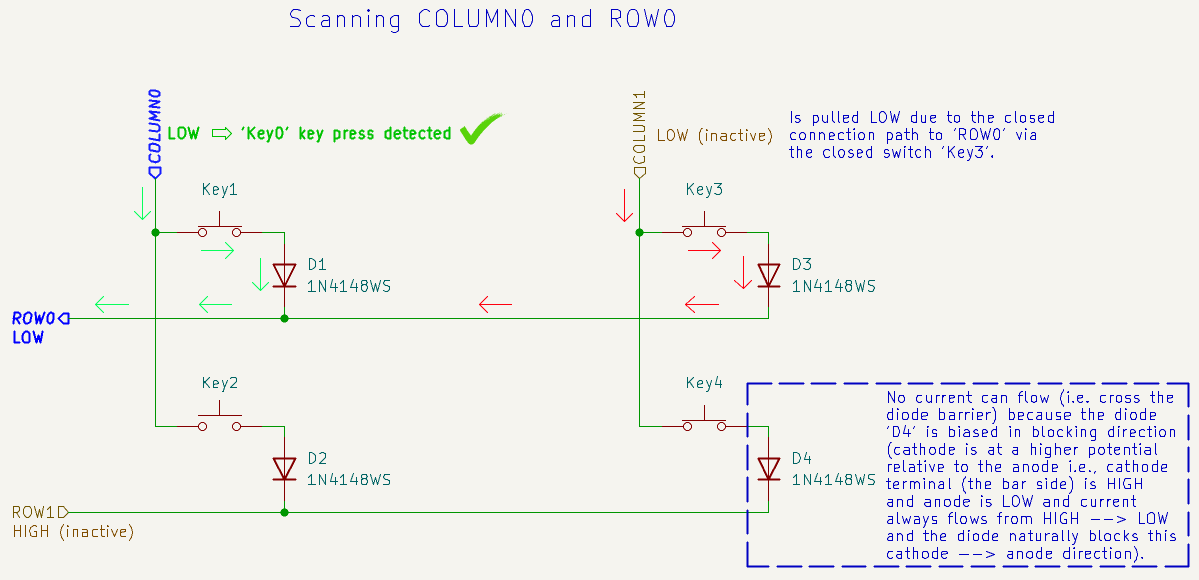 Scanning COLUMN0 and ROW0
COLUMN0
LOW ⇨ 'Key0' key press detected
COLUMN1
LOW (inactive)
Is pulled LOW due to the closed
connection path to 'ROW0' via
the closed switch 'Key3'.
Key1
Key3
D1
1N4148WS
D3
1N4148WS
ROW0
LOW
Key2
Key4
D2
1N4148WS
D4
1N4148WS
No current can flow (i.e. cross the
diode barrier) because the diode
'D4' is biased in blocking direction
(cathode is at a higher potential
relative to the anode i.e., cathode
terminal (the bar side) is HIGH
and anode is LOW and current
always flows from HIGH --> LOW
and the diode naturally blocks this
cathode --> anode direction).
ROW1
HIGH (inactive)